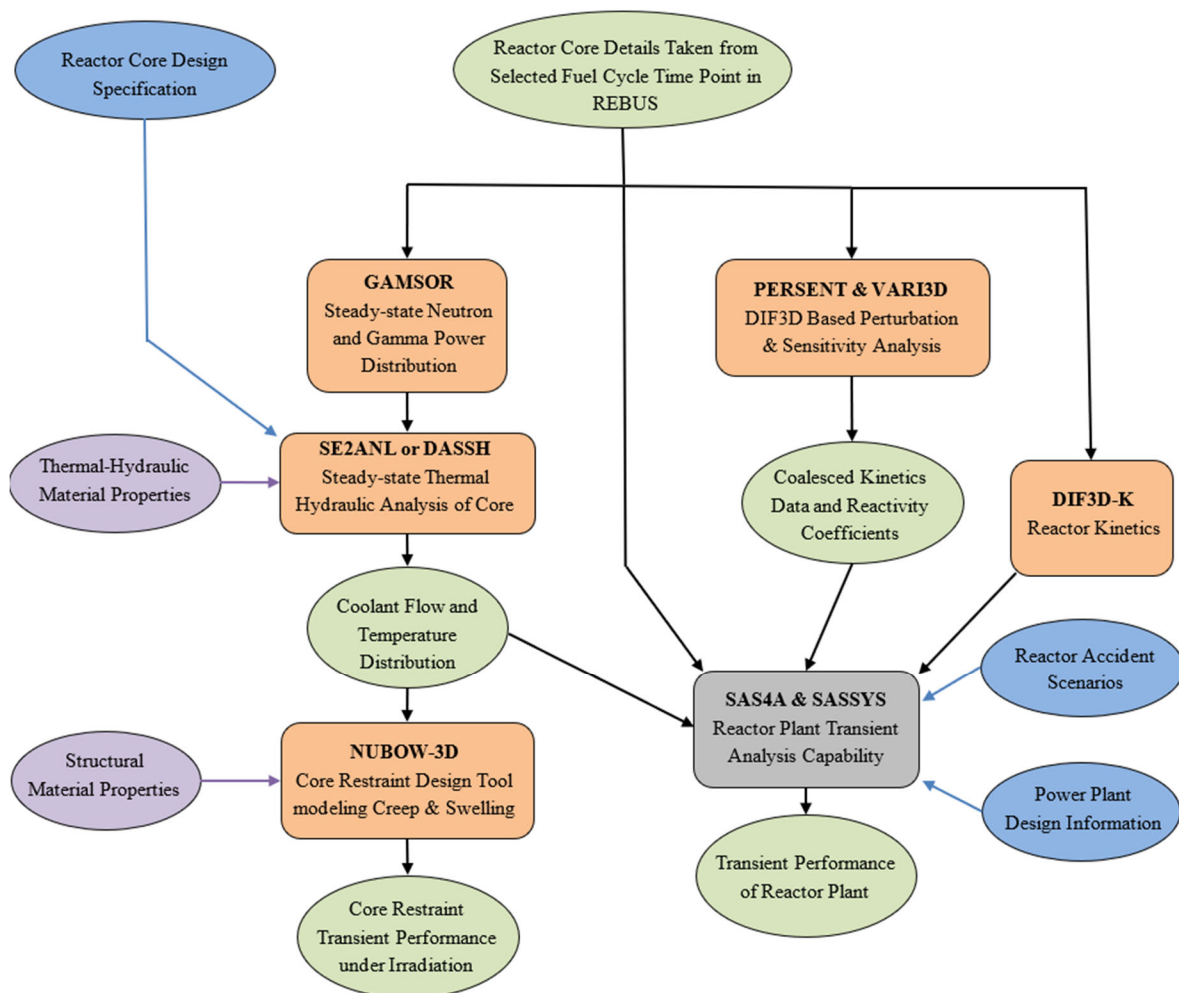 Reactor Core Design
Specification
Reactor Core Details Taken from
Selected Fuel Cycle Time Point in
REBUS
GAMSOR
Steady-state Neutron
and Gamma Power
Distribution
PERSENT & VARI3D
DIF3D Based Perturbation
& Sensitivity Analysis
Thermal-Hydraulic
Material Properties
SE2ANL or DASSH
Steady-state Thermal
Hydraulic Analysis of Core
Coalesced Kinetics
Data and Reactivity
Coefficients
DIF3D-K
Reactor Kinetics
Coolant Flow and
Temperature
Distribution
Reactor Accident
Scenarios
SAS4A & SASSYS
Reactor Plant Transient
Analysis Capability
Structural
Material Properties
NUBOW-3D
Core Restraint Design Tool
modeling Creep & Swelling
Power Plant
Design Information
Transient Performance
of Reactor Plant
Core Restraint
Transient Performance
under Irradiation